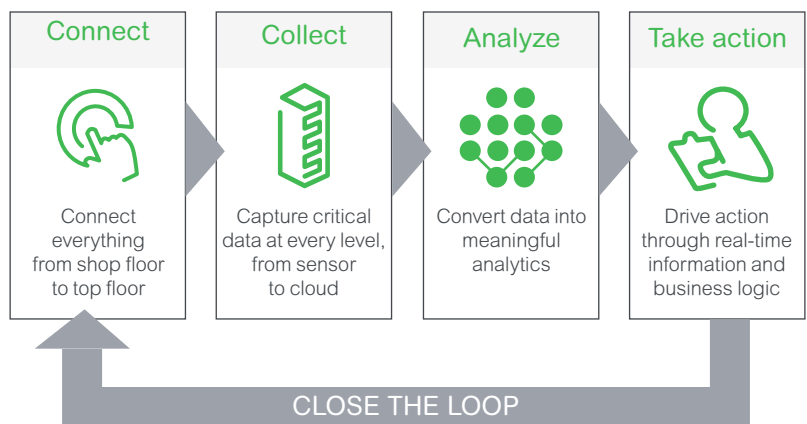 Connect
Connect
everything
from shop floor
to top floor
Collect
Capture critical
data at every level,
from sensor
to cloud
Analyze
Convert data into
meaningful
analytics
Take action
Drive action
through real-time
information and
business logic
CLOSE THE LOOP